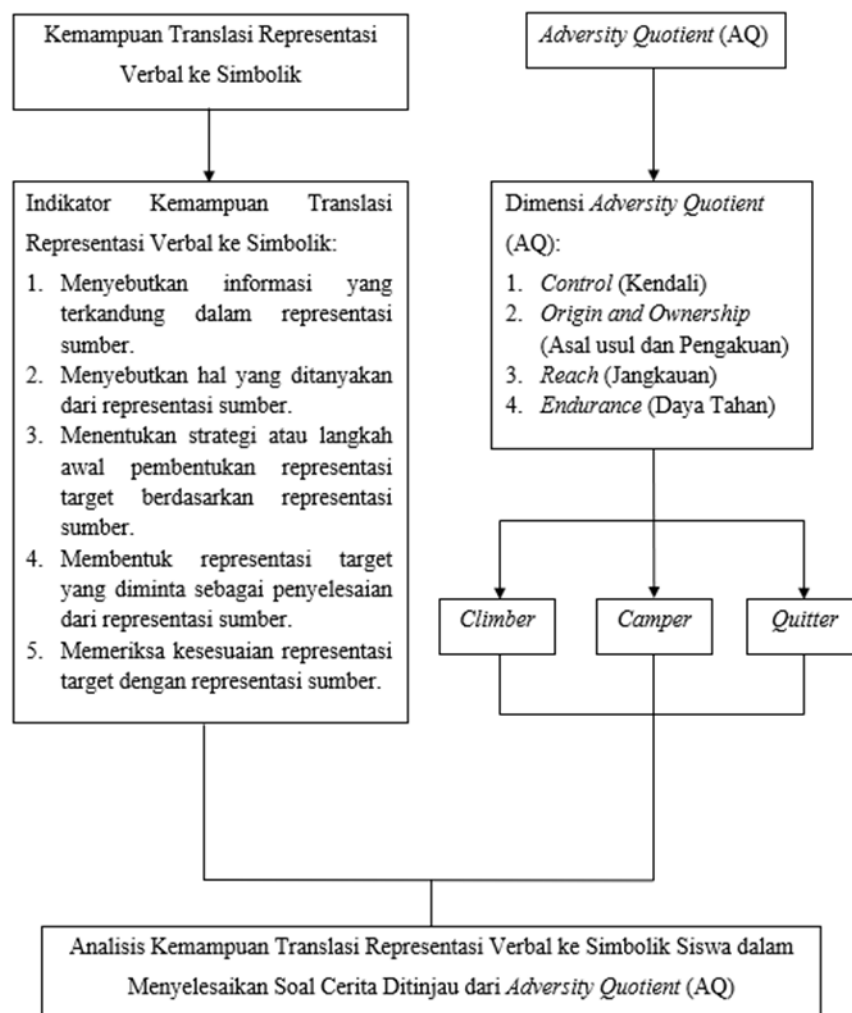 Kemampuan Translasi Representasi
Verbal ke Simbolik
Adversity Quotient (AQ)
Indikator Kemampuan Translasi
Representasi Verbal ke Simbolik:
1. Menyebutkan informasi yang
terkandung dalam representasi
sumber.
2. Menyebutkan hal yang ditanyakan
dari representasi sumber.
3. Menentukan strategi atau langkah
awal pembentukan representasi
target berdasarkan representasi
sumber.
4. Membentuk representasi target
yang diminta sebagai penyelesaian
dari representasi sumber.
5. Memeriksa kesesuaian representasi
target dengan representasi sumber.
Dimensi Adversity Quotient
(AQ):
1. Control (Kendali)
2. Origin and Ownership
(Asal usul dan Pengakuan)
3. Reach (Jangkauan)
4. Endurance (Daya Tahan)
Climber
Camper
Quitter
Analisis Kemampuan Translasi Representasi Verbal ke Simbolik Siswa dalam
Menyelesaikan Soal Cerita Ditinjau dari Adversity Quotient (AQ)